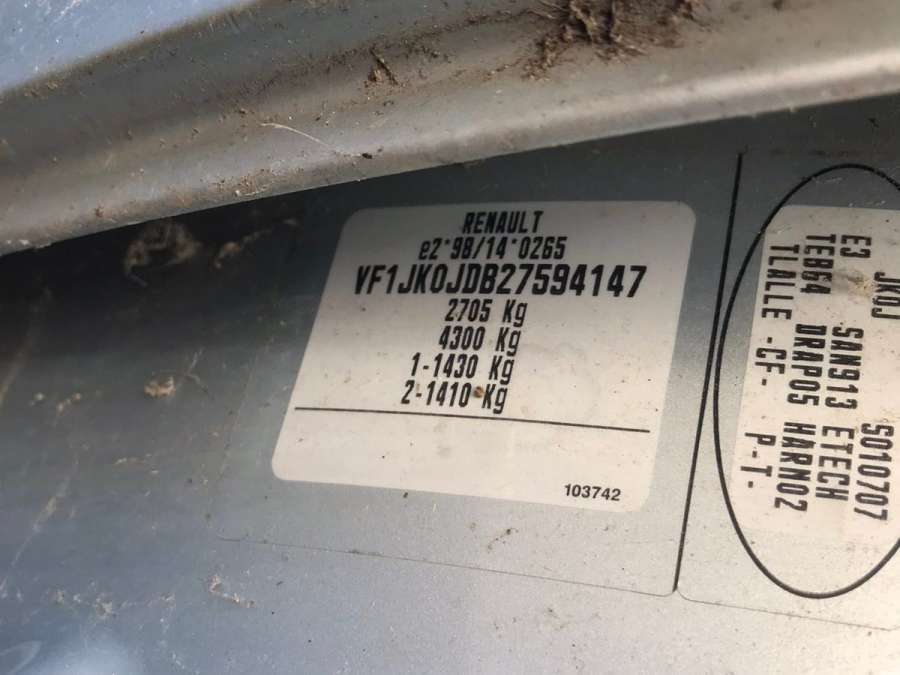 RENAULT
e2*98/14*0265
VF1JK0JDB27594147
2705 Kg
4300 Kg
1-1430 Kg
2-1410 Kg
103742
JK0J S010707
E3 SAN913 ETECH
TEB64 DRAP05 HARN02
TLALLE -CF- P-T-